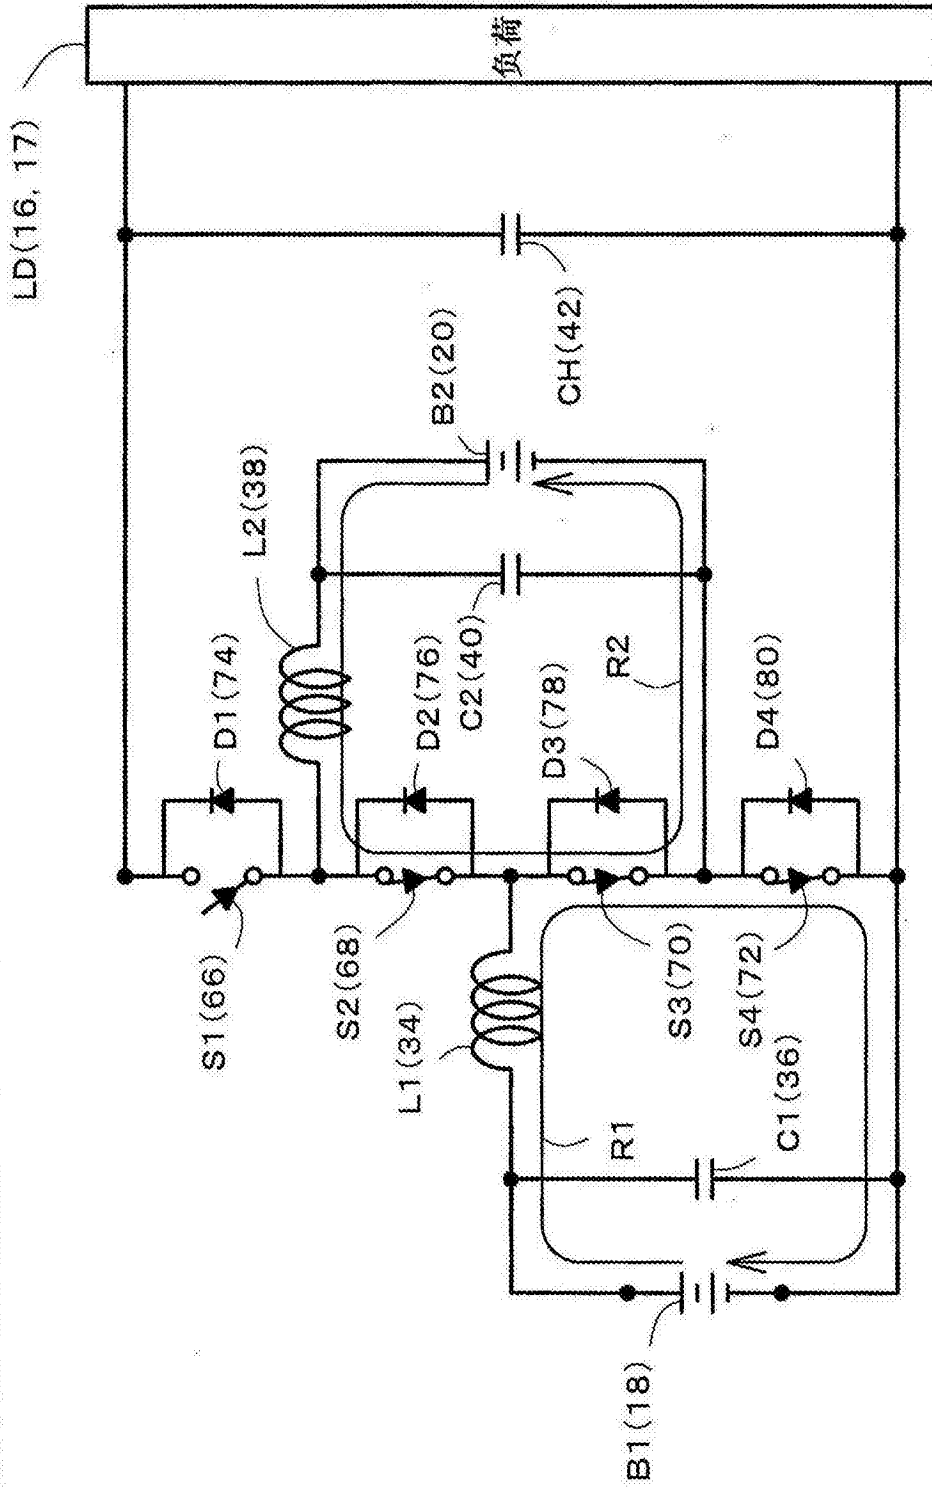 LD(16, 17)
负荷
CH(42)
B2(20)
L2(38)
C2(40)
R2
D1(74)
D2(76)
D3(78)
D4(80)
S1(66)
S2(68)
S3(70)
S4(72)
L1(34)
R1
C1(36)
B1(18)